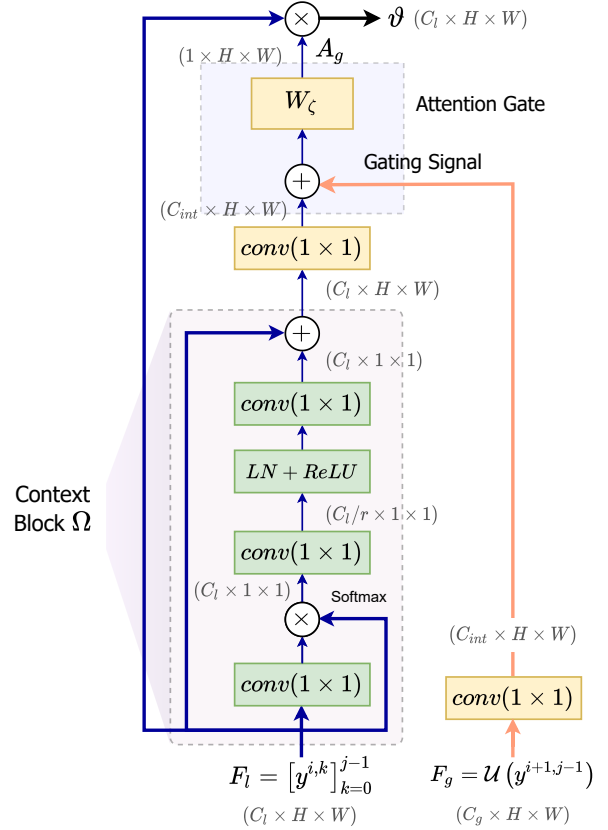 ϑ (C_l × H × W)
A_g
(1 × H × W)
W_ζ
Attention Gate
Gating Signal
+
(C_int × H × W)
conv(1 × 1)
(C_l × H × W)
+
(C_l × 1 × 1)
conv(1 × 1)
LN + ReLU
Context
Block Ω
(C_l/r × 1 × 1)
conv(1 × 1)
(C_l × 1 × 1)
Softmax
×
(C_int × H × W)
conv(1 × 1)
conv(1 × 1)
F_l = [y^{i,k}]_{k=0}^{j−1}
F_g = 𝒰(y^{i+1,j−1})
(C_l × H × W)
(C_g × H × W)